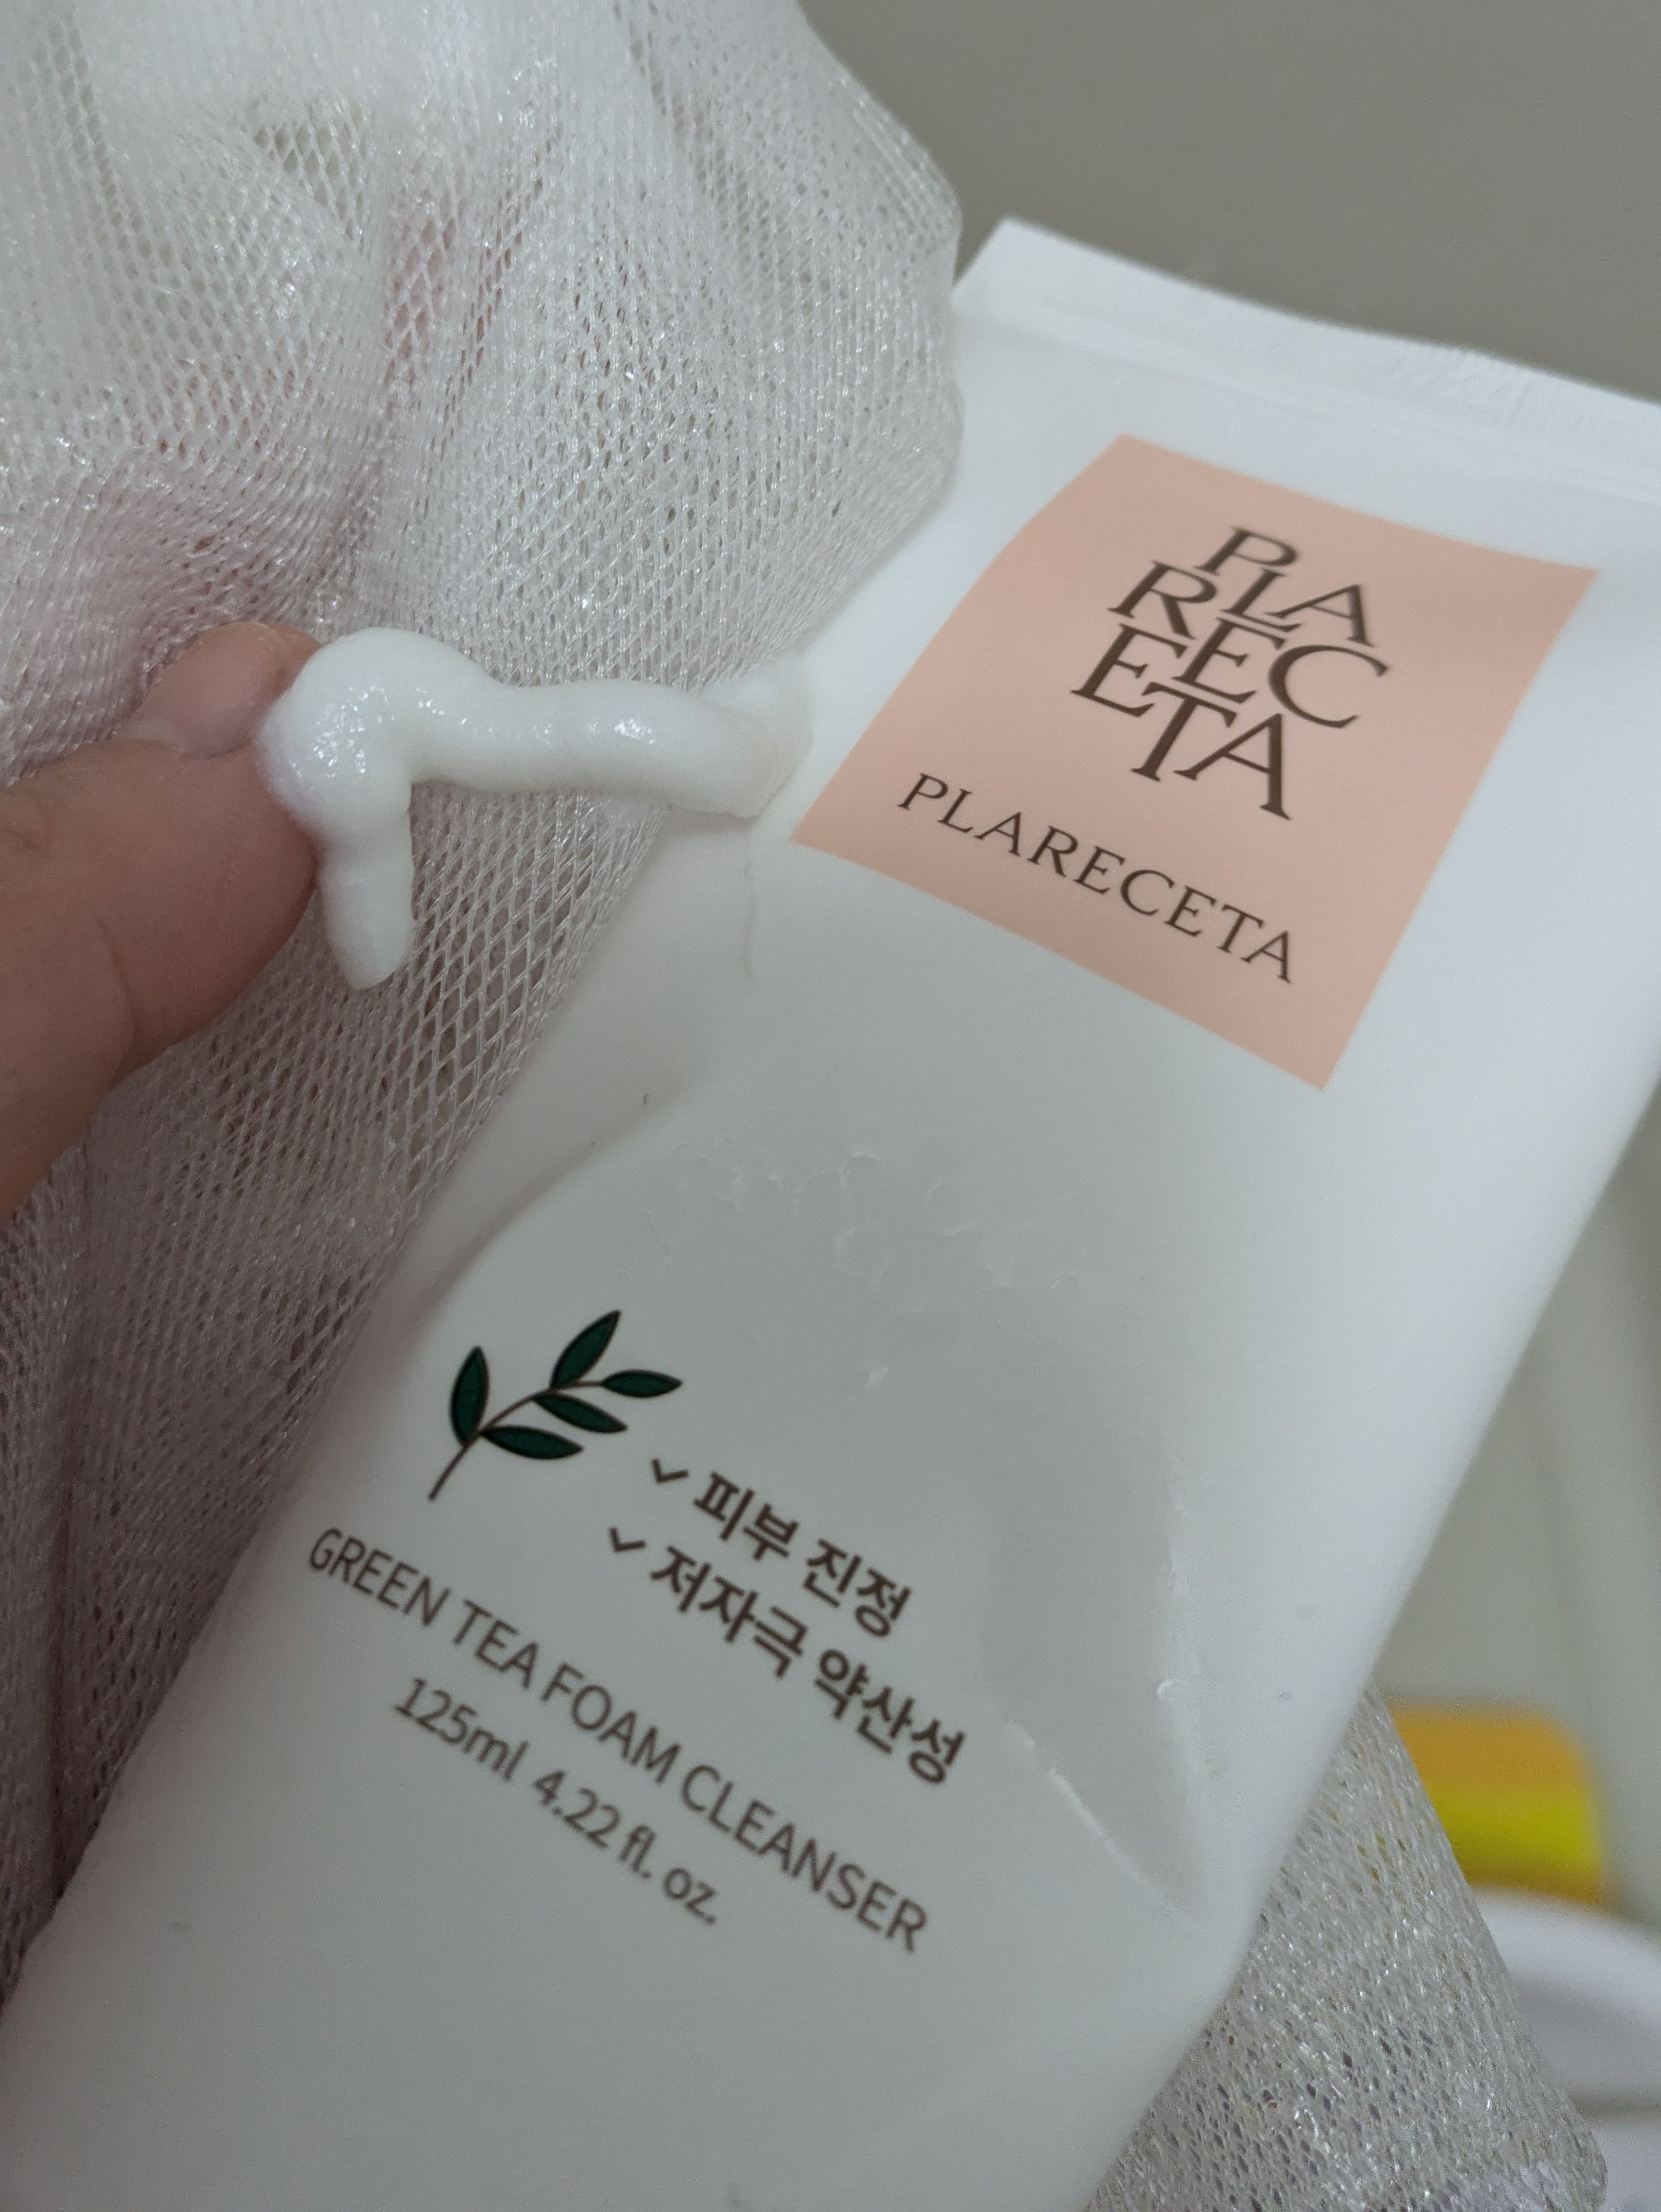 PLA
REC
ETA
PLARECETA
✓ 피부 진정
✓ 저자극 약산성
GREEN TEA FOAM CLEANSER
125ml 4.22 fl. oz.